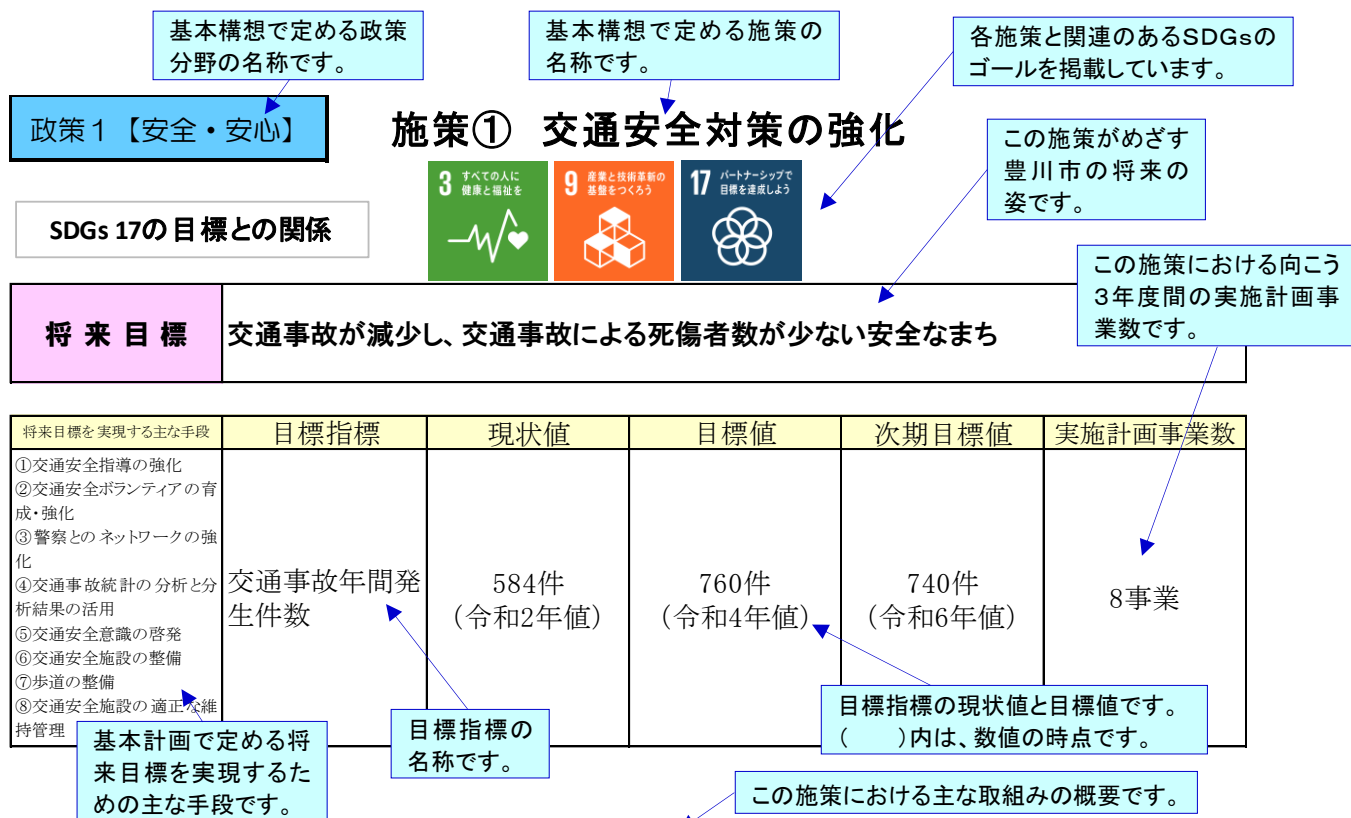 基本構想で定める政策
分野の名称です。
基本構想で定める施策の
名称です。
各施策と関連のあるSDGsの
ゴールを掲載しています。
政策1【安全・安心】
施策① 交通安全対策の強化
この施策がめざす
豊川市の将来の
姿です。
SDGs 17の目標との関係
3 すべての人に
健康と福祉を
9 産業と技術革新の
基盤をつくろう
17 パートナーシップで
目標を達成しよう
この施策における向こう
3年度間の実施計画事
業数です。
将来目標
交通事故が減少し、交通事故による死傷者数が少ない安全なまち
将来目標を実現する主な手段
目標指標
現状値
目標値
次期目標値
実施計画事業数
①交通安全指導の強化
②交通安全ボランティアの育
成・強化
③警察とのネットワークの強
化
④交通事故統計の分析と分
析結果の活用
⑤交通安全意識の啓発
⑥交通安全施設の整備
⑦歩道の整備
⑧交通安全施設の適正な維
持管理
交通事故年間発
生件数
584件
(令和2年値)
760件
(令和4年値)
740件
(令和6年値)
8事業
基本計画で定める将
来目標を実現するた
めの主な手段です。
目標指標の
名称です。
目標指標の現状値と目標値です。
(　　)内は、数値の時点です。
この施策における主な取組みの概要です。